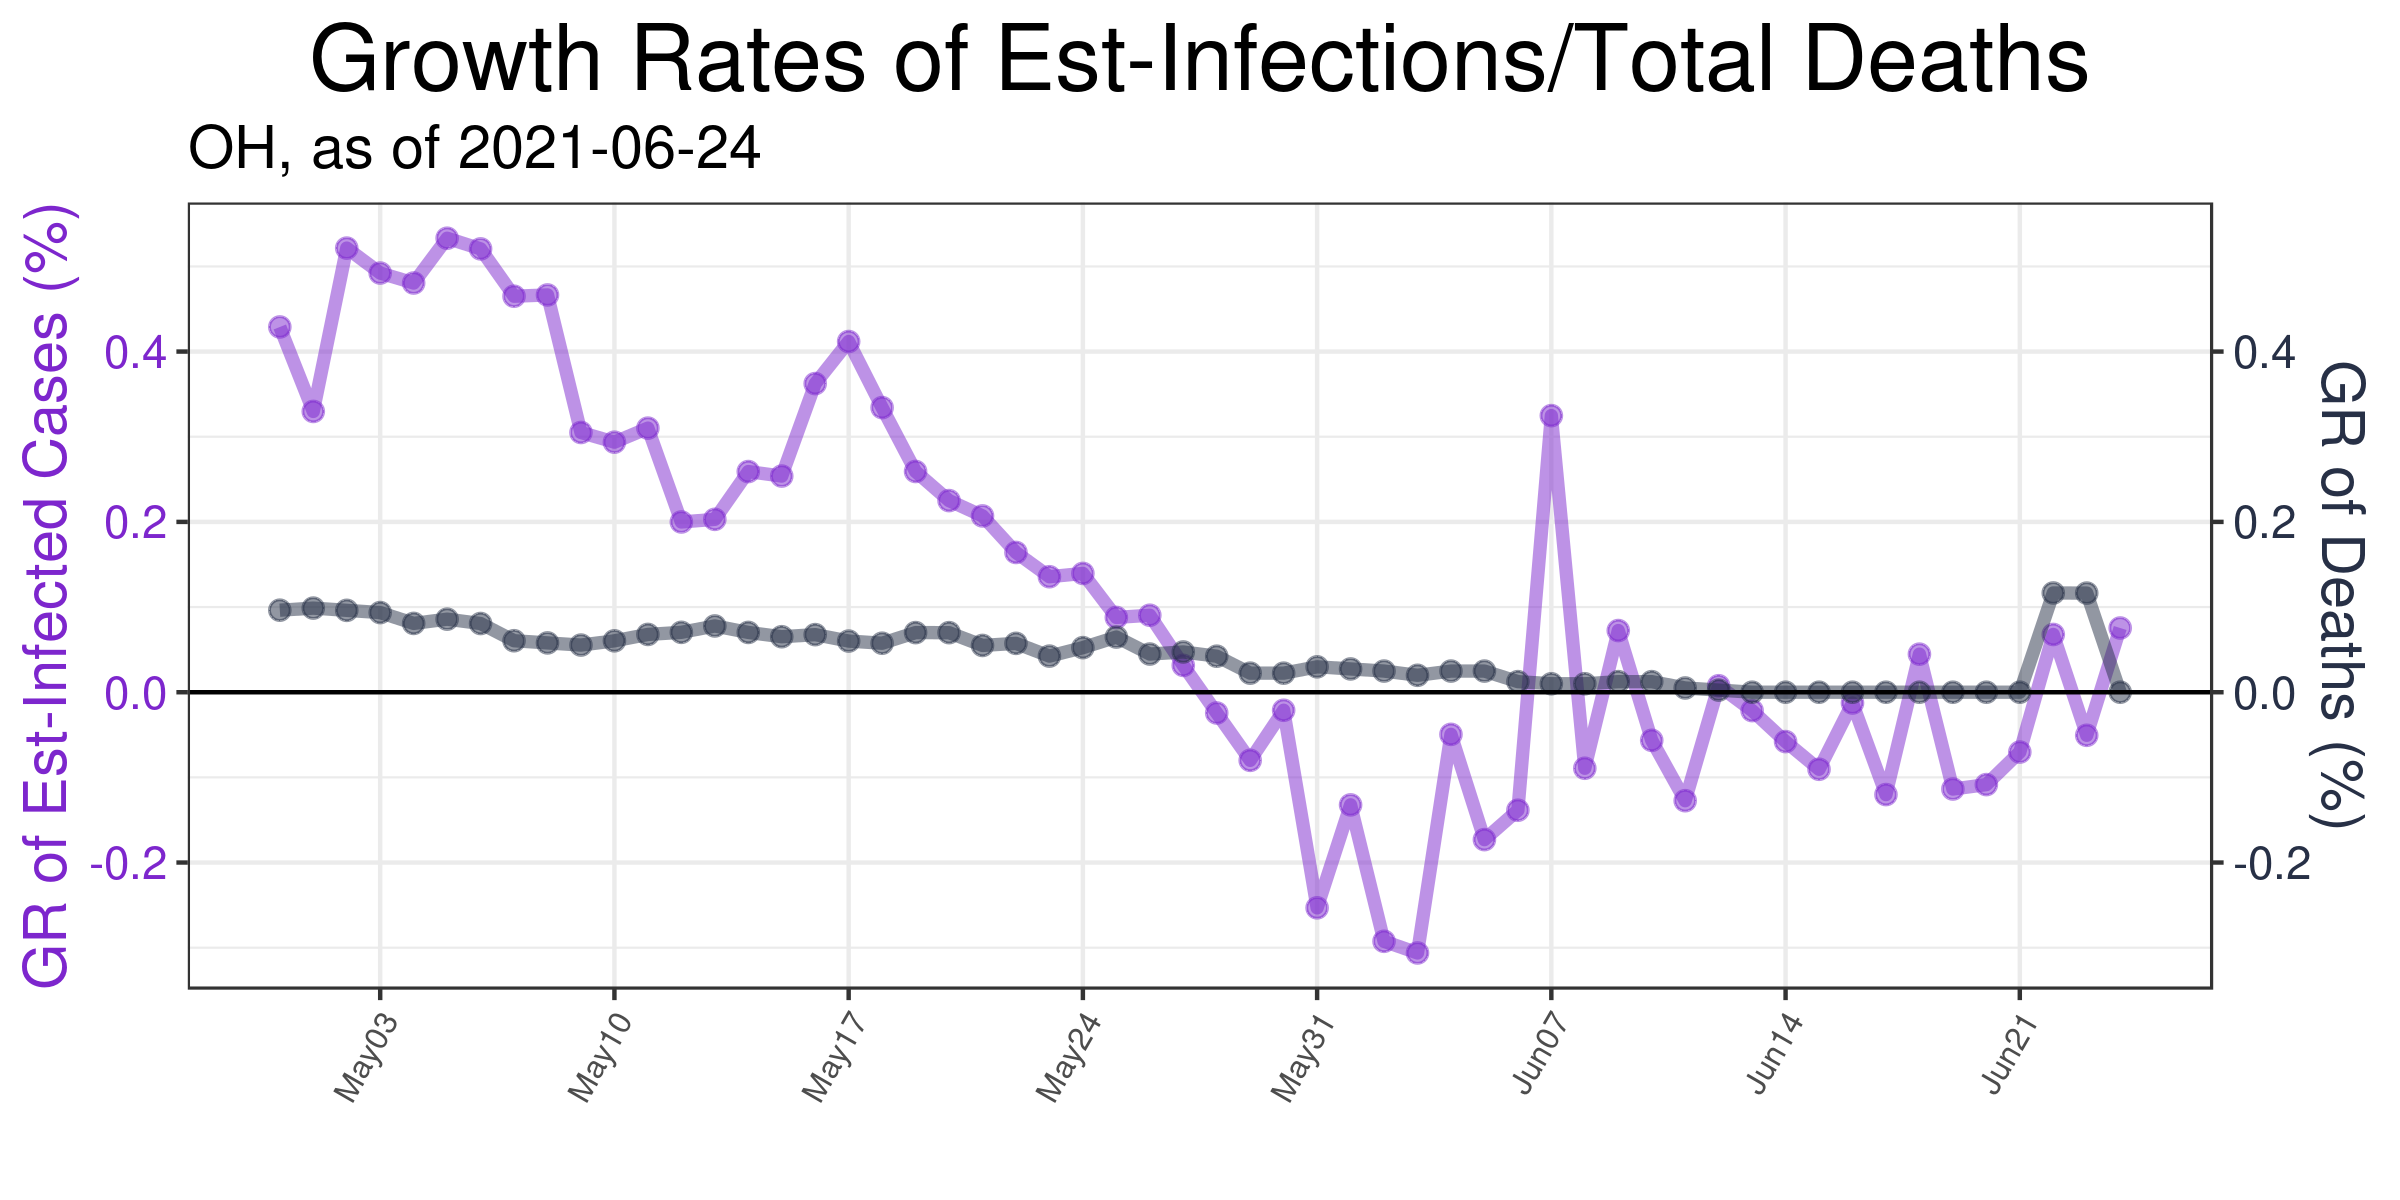 Growth Rates of Est-Infections/Total Deaths
OH, as of 2021-06-24
GR of Est-Infected Cases (%)
0.4
0.2
0.0
-0.2
0.4
0.2
0.0
-0.2
GR of Deaths (%)
May03
May10
May17
May24
May31
Jun07
Jun14
Jun21